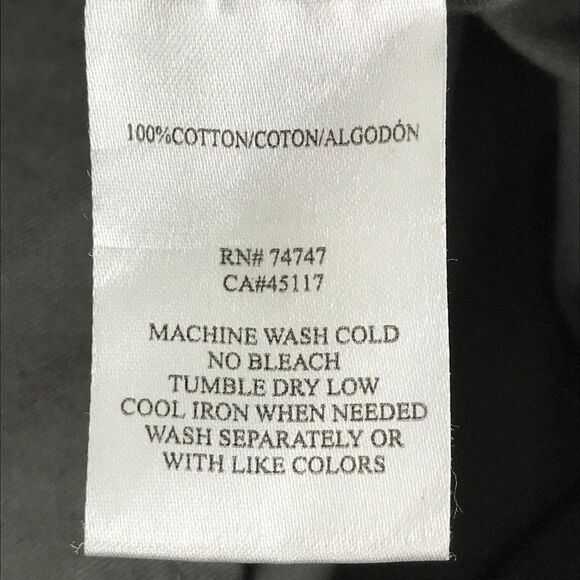 100%COTTON/COTON/ALGODÓN
RN# 74747
CA#45117
MACHINE WASH COLD
NO BLEACH
TUMBLE DRY LOW
COOL IRON WHEN NEEDED
WASH SEPARATELY OR
WITH LIKE COLORS